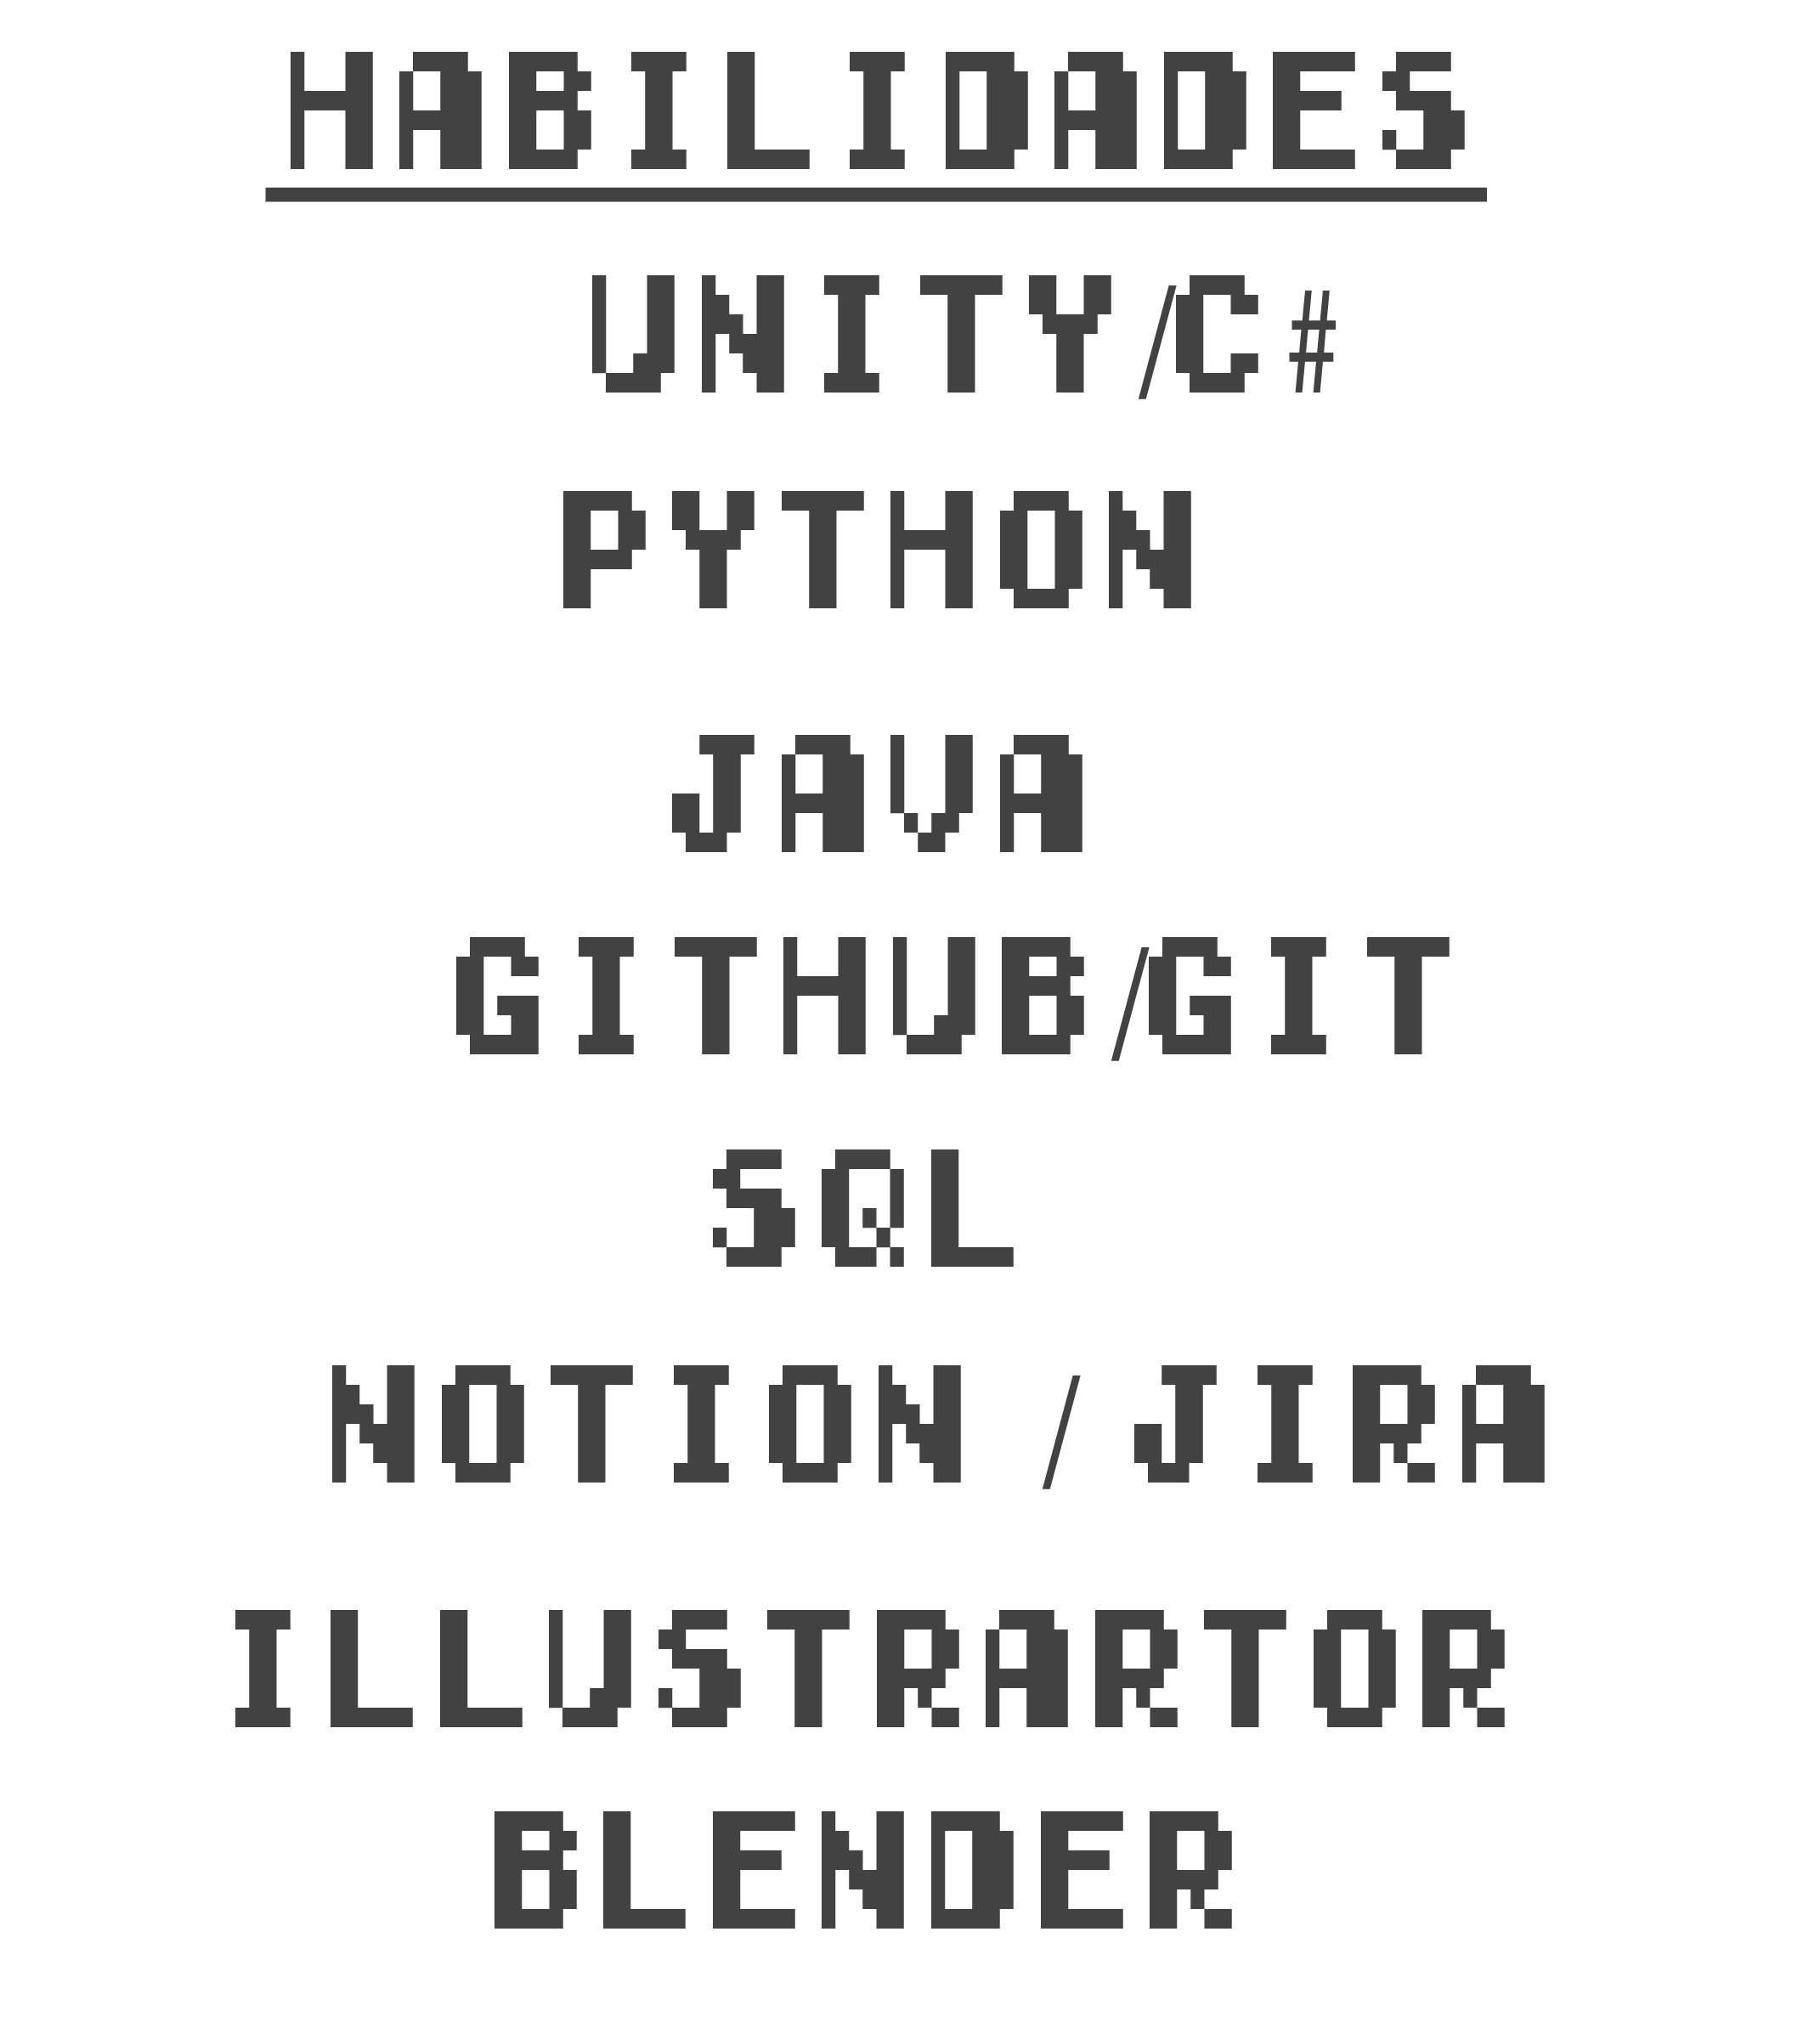 HABILIDADES
UNITY/C#
PYTHON
JAVA
GITHUB/GIT
SQL
NOTION / JIRA
ILLUSTRARTOR
BLENDER